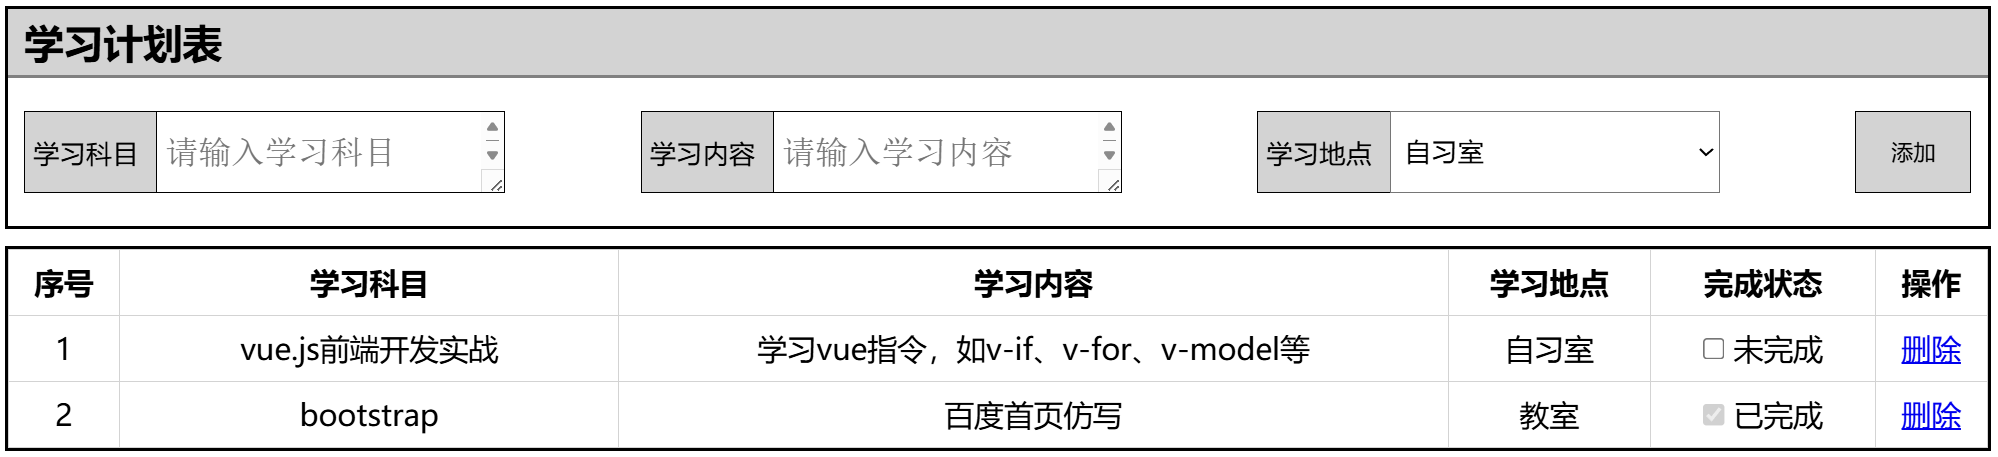 学习计划表
学习科目 请输入学习科目 学习内容 请输入学习内容 学习地点 自习室 添加
序号 学习科目 学习内容 学习地点 完成状态 操作
1 vue.js前端开发实战 学习vue指令，如v-if、v-for、v-model等 自习室 未完成 删除
2 bootstrap 百度首页仿写 教室 已完成 删除